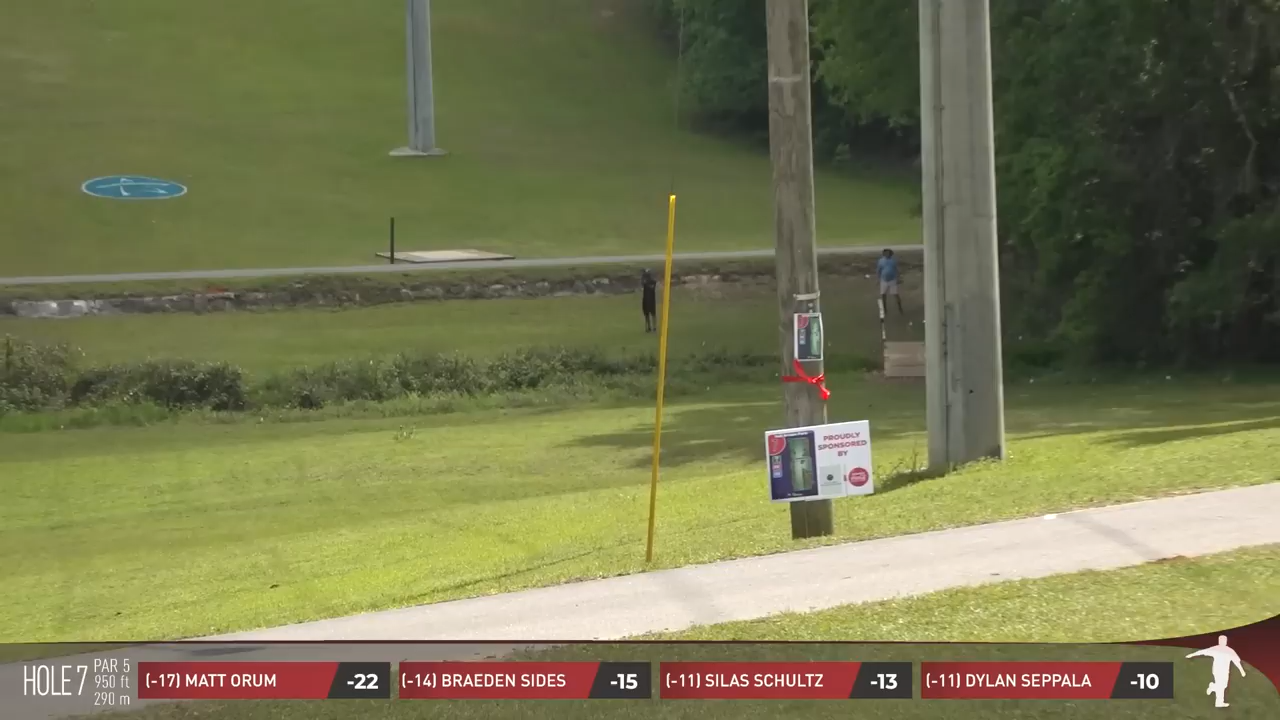 PROUDLY
SPONSORED
BY
HOLE 7
PAR 5
950 ft
290 m
(-17) MATT ORUM
-22
(-14) BRAEDEN SIDES
-15
(-11) SILAS SCHULTZ
-13
(-11) DYLAN SEPPALA
-10